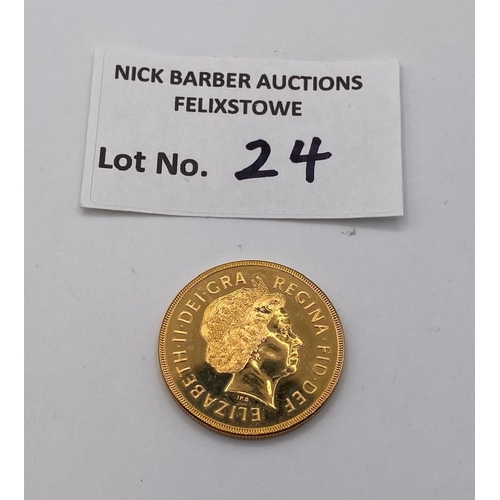 NICK BARBER AUCTIONS
FELIXSTOWE
Lot No. 24
ELIZABETH·II·DEI·GRA
REGINA·FID·DEF
IRB